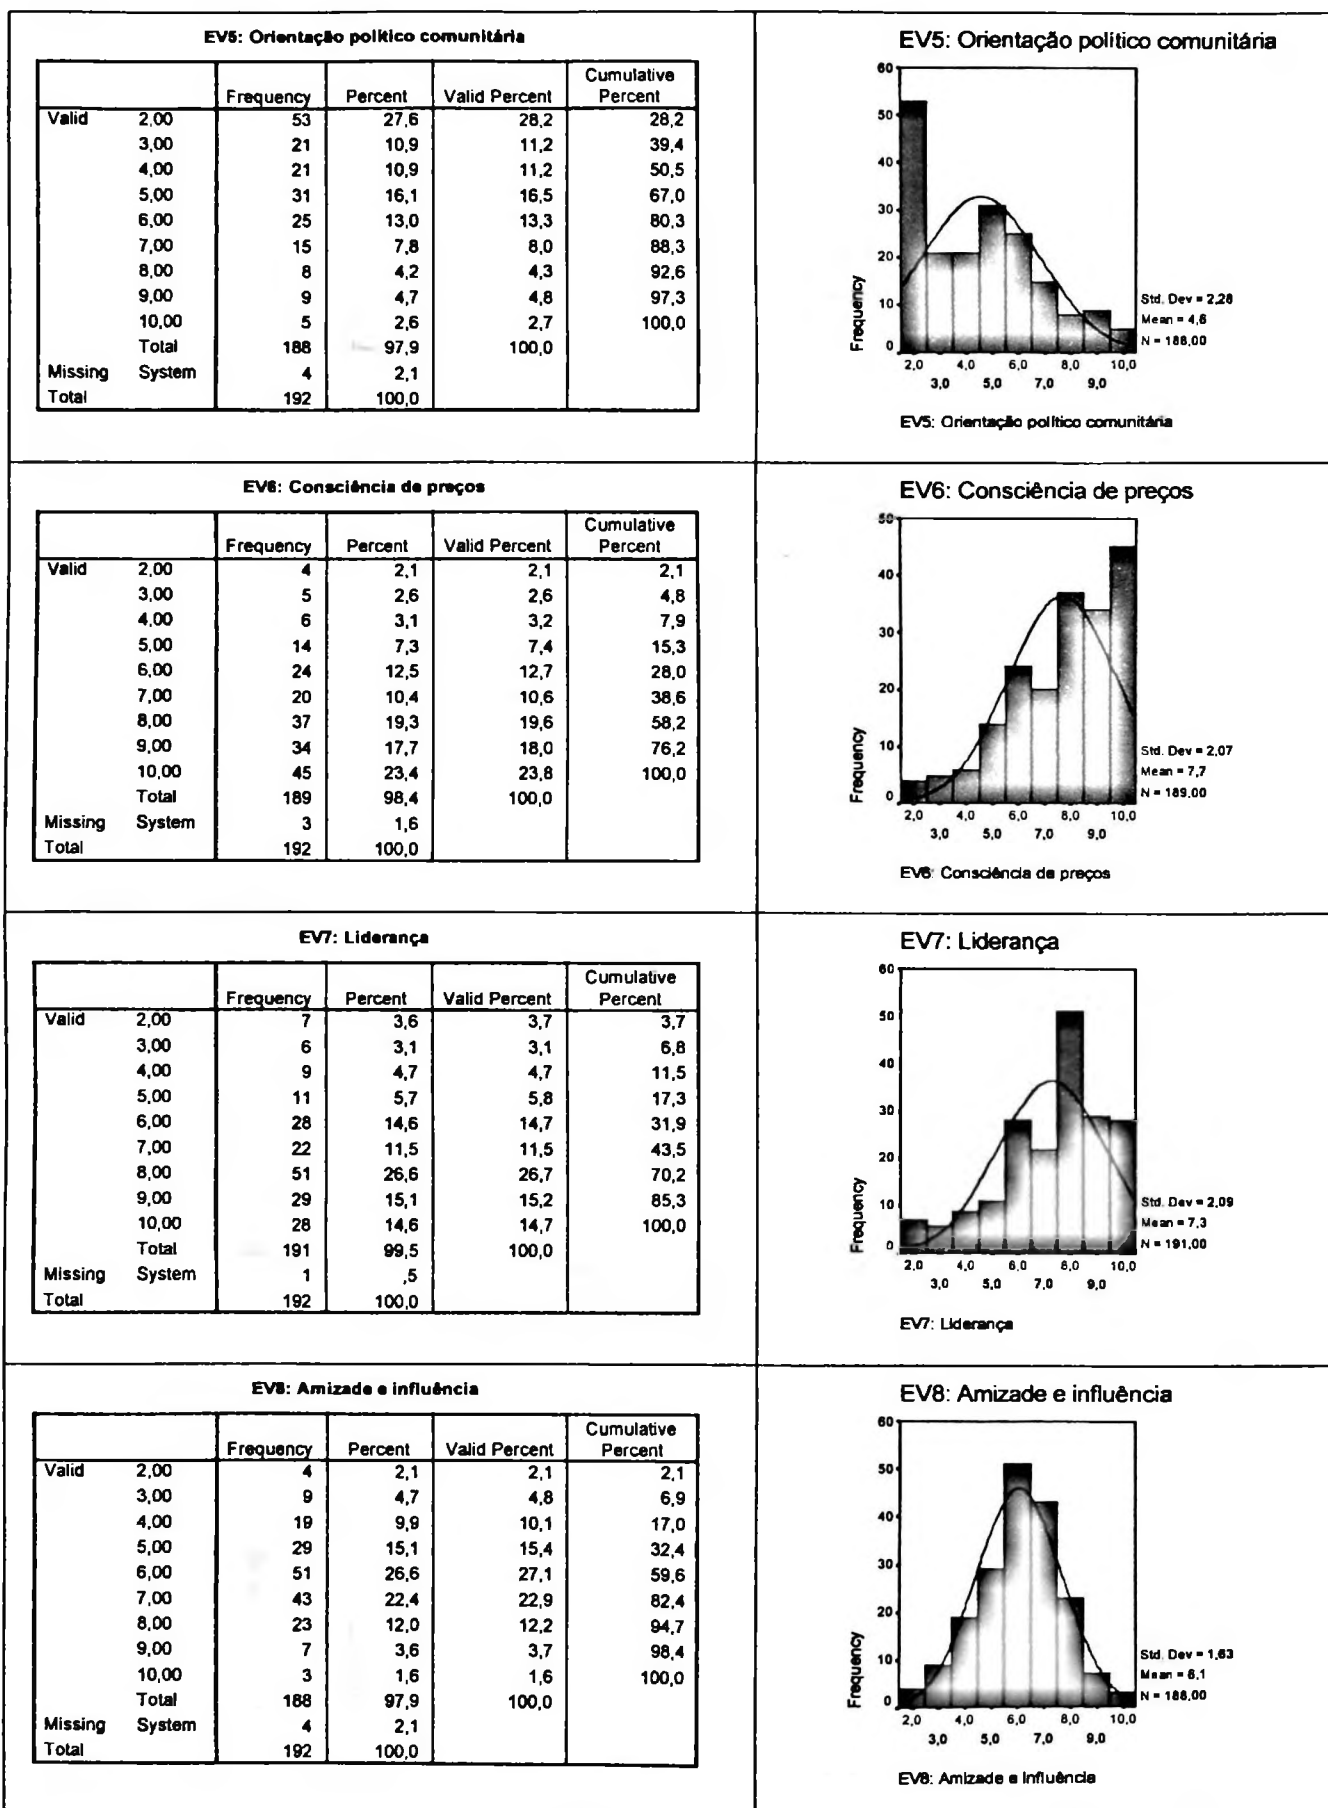 EV5: Orientação político comunitária
Frequency Percent Valid Percent Cumulative Percent
Valid 2,00 53 27,6 28,2 28,2
3,00 21 10,9 11,2 39,4
4,00 21 10,9 11,2 50,5
5,00 31 16,1 16,5 67,0
6,00 25 13,0 13,3 80,3
7,00 15 7,8 8,0 88,3
8,00 8 4,2 4,3 92,6
9,00 9 4,7 4,8 97,3
10,00 5 2,6 2,7 100,0
Total 188 97,9 100,0
Missing System 4 2,1
Total 192 100,0
EV5: Orientação político comunitária
60
50
40
30
20
10
0
Frequency
2,0 4,0 6,0 8,0 10,0
3,0 5,0 7,0 9,0
Std. Dev = 2,28
Mean = 4,6
N = 188,00
EV5: Orientação político comunitária
EV6: Consciência de preços
Frequency Percent Valid Percent Cumulative Percent
Valid 2,00 4 2,1 2,1 2,1
3,00 5 2,6 2,6 4,8
4,00 6 3,1 3,2 7,9
5,00 14 7,3 7,4 15,3
6,00 24 12,5 12,7 28,0
7,00 20 10,4 10,6 38,6
8,00 37 19,3 19,6 58,2
9,00 34 17,7 18,0 76,2
10,00 45 23,4 23,8 100,0
Total 189 98,4 100,0
Missing System 3 1,6
Total 192 100,0
EV6: Consciência de preços
50
40
30
20
10
0
Frequency
2,0 4,0 6,0 8,0 10,0
3,0 5,0 7,0 9,0
Std. Dev = 2,07
Mean = 7,7
N = 189,00
EV6: Consciência de preços
EV7: Liderança
Frequency Percent Valid Percent Cumulative Percent
Valid 2,00 7 3,6 3,7 3,7
3,00 6 3,1 3,1 6,8
4,00 9 4,7 4,7 11,5
5,00 11 5,7 5,8 17,3
6,00 28 14,6 14,7 31,9
7,00 22 11,5 11,5 43,5
8,00 51 26,6 26,7 70,2
9,00 29 15,1 15,2 85,3
10,00 28 14,6 14,7 100,0
Total 191 99,5 100,0
Missing System 1 ,5
Total 192 100,0
EV7: Liderança
60
50
40
30
20
10
0
Frequency
2,0 4,0 6,0 8,0 10,0
3,0 5,0 7,0 9,0
Std. Dev = 2,09
Mean = 7,3
N = 191,00
EV7: Liderança
EV8: Amizade e influência
Frequency Percent Valid Percent Cumulative Percent
Valid 2,00 4 2,1 2,1 2,1
3,00 9 4,7 4,8 6,9
4,00 19 9,9 10,1 17,0
5,00 29 15,1 15,4 32,4
6,00 51 26,6 27,1 59,6
7,00 43 22,4 22,9 82,4
8,00 23 12,0 12,2 94,7
9,00 7 3,6 3,7 98,4
10,00 3 1,6 1,6 100,0
Total 188 97,9 100,0
Missing System 4 2,1
Total 192 100,0
EV8: Amizade e influência
60
50
40
30
20
10
0
Frequency
2,0 4,0 6,0 8,0 10,0
3,0 5,0 7,0 9,0
Std. Dev = 1,63
Mean = 6,1
N = 188,00
EV8: Amizade e influência